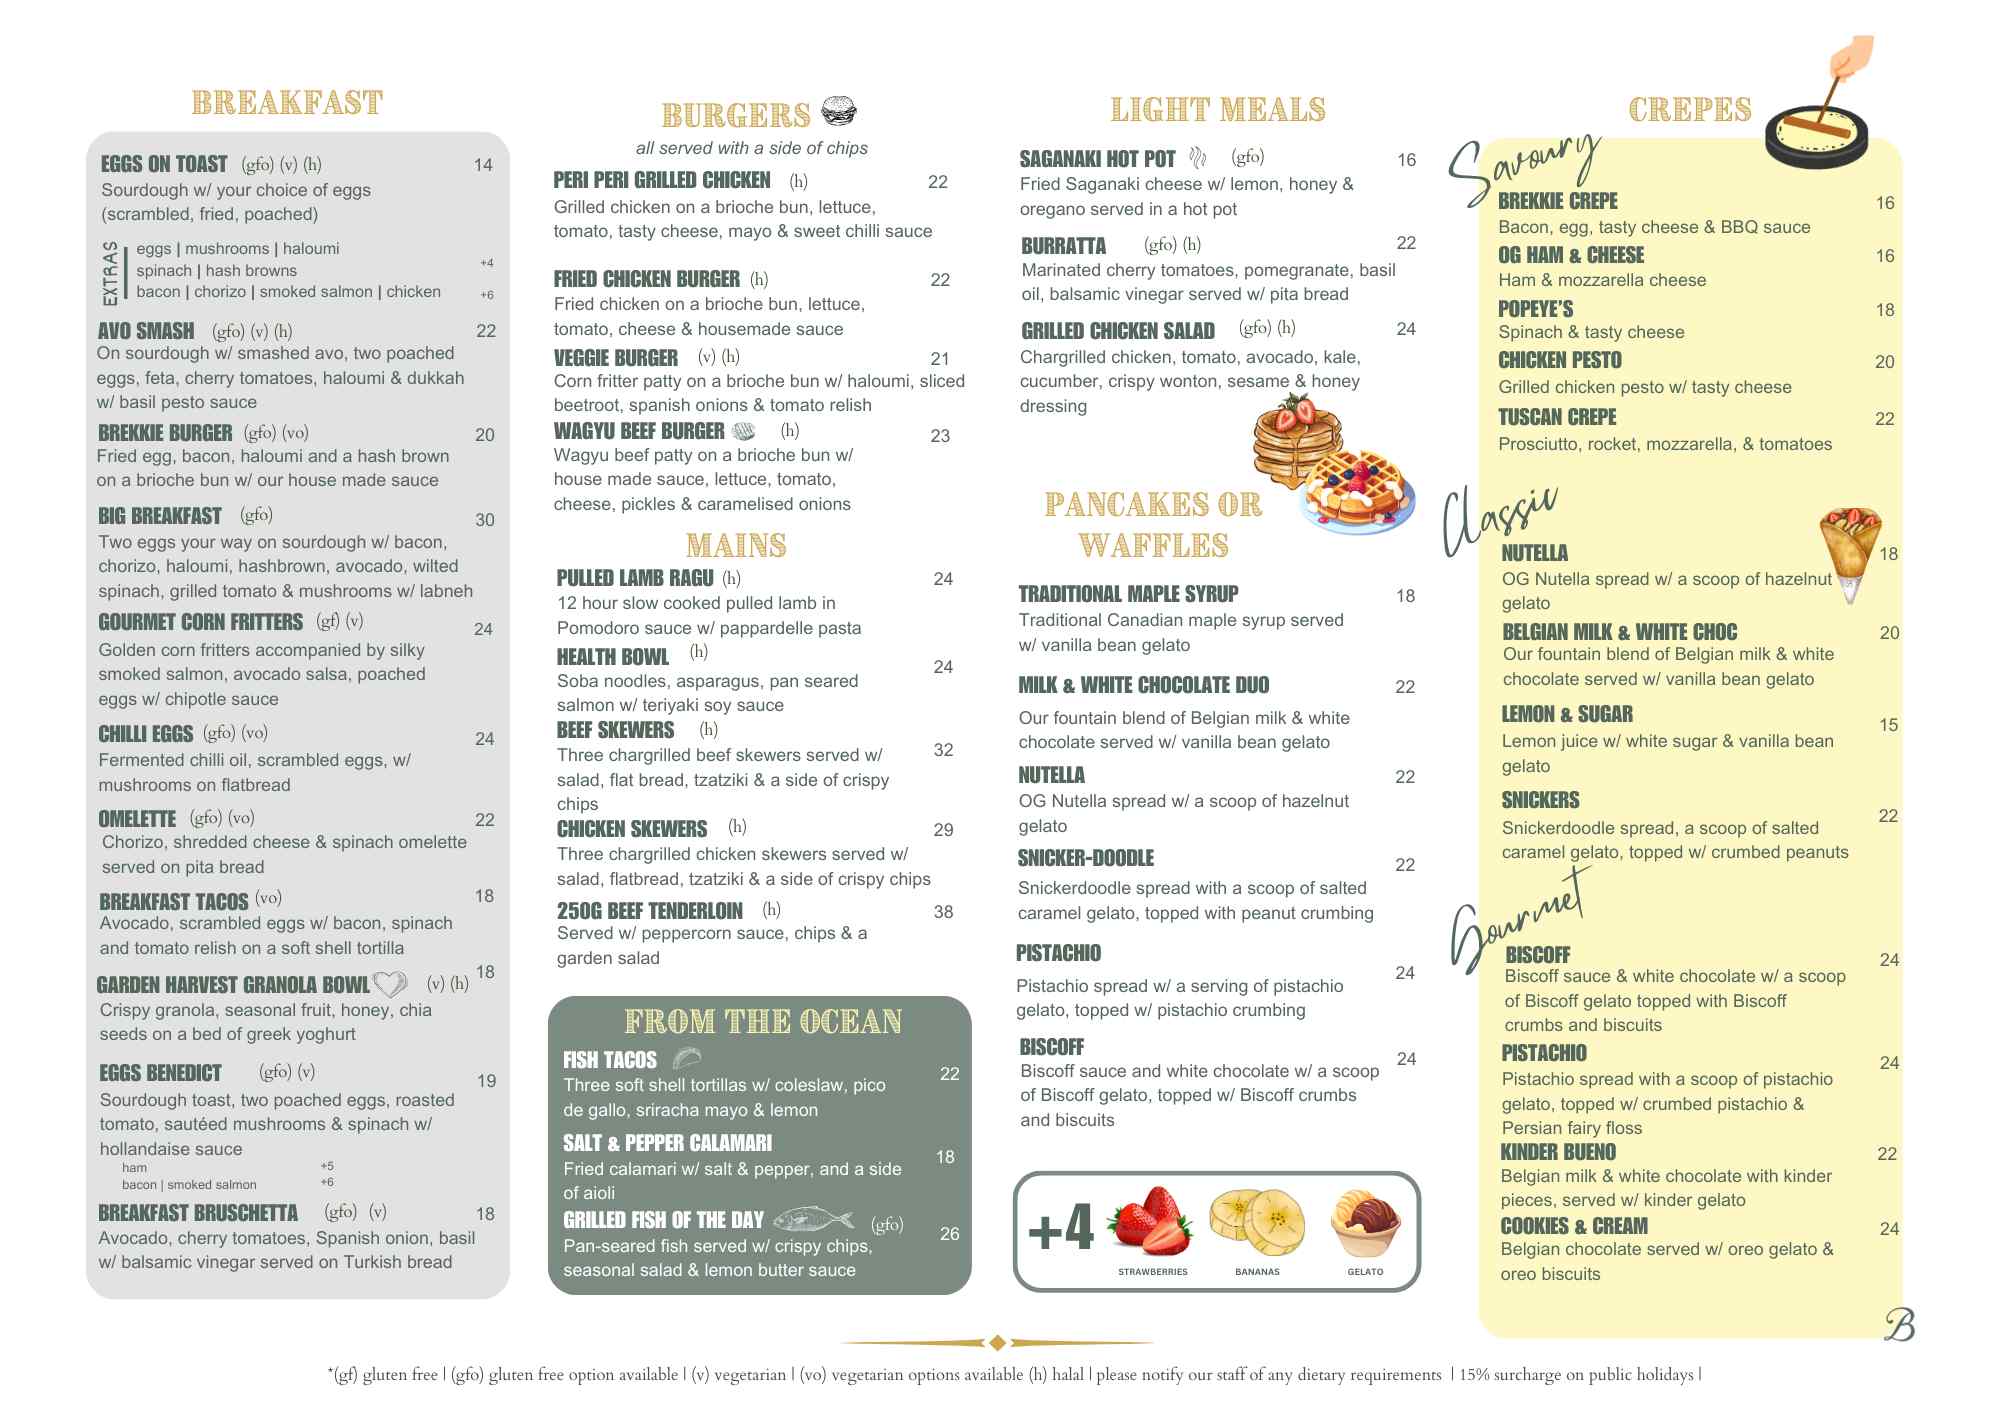 BREAKFAST
EGGS ON TOAST (gfo) (v) (h) 14
Sourdough w/ your choice of eggs
(scrambled, fried, poached)
EXTRAS
eggs | mushrooms | haloumi
spinach | hash browns +4
bacon | chorizo | smoked salmon | chicken +6
AVO SMASH (gfo) (v) (h) 22
On sourdough w/ smashed avo, two poached
eggs, feta, cherry tomatoes, haloumi & dukkah
w/ basil pesto sauce
BREKKIE BURGER (gfo) (vo) 20
Fried egg, bacon, haloumi and a hash brown
on a brioche bun w/ our house made sauce
BIG BREAKFAST (gfo) 30
Two eggs your way on sourdough w/ bacon,
chorizo, haloumi, hashbrown, avocado, wilted
spinach, grilled tomato & mushrooms w/ labneh
GOURMET CORN FRITTERS (gf) (v) 24
Golden corn fritters accompanied by silky
smoked salmon, avocado salsa, poached
eggs w/ chipotle sauce
CHILLI EGGS (gfo) (vo) 24
Fermented chilli oil, scrambled eggs, w/
mushrooms on flatbread
OMELETTE (gfo) (vo) 22
Chorizo, shredded cheese & spinach omelette
served on pita bread
BREAKFAST TACOS (vo) 18
Avocado, scrambled eggs w/ bacon, spinach
and tomato relish on a soft shell tortilla
GARDEN HARVEST GRANOLA BOWL (v) (h) 18
Crispy granola, seasonal fruit, honey, chia
seeds on a bed of greek yoghurt
EGGS BENEDICT (gfo) (v) 19
Sourdough toast, two poached eggs, roasted
tomato, sautéed mushrooms & spinach w/
hollandaise sauce
ham +5
bacon | smoked salmon +6
BREAKFAST BRUSCHETTA (gfo) (v) 18
Avocado, cherry tomatoes, Spanish onion, basil
w/ balsamic vinegar served on Turkish bread
BURGERS
all served with a side of chips
PERI PERI GRILLED CHICKEN (h) 22
Grilled chicken on a brioche bun, lettuce,
tomato, tasty cheese, mayo & sweet chilli sauce
FRIED CHICKEN BURGER (h) 22
Fried chicken on a brioche bun, lettuce,
tomato, cheese & housemade sauce
VEGGIE BURGER (v) (h) 21
Corn fritter patty on a brioche bun w/ haloumi, sliced
beetroot, spanish onions & tomato relish
WAGYU BEEF BURGER (h) 23
Wagyu beef patty on a brioche bun w/
house made sauce, lettuce, tomato,
cheese, pickles & caramelised onions
MAINS
PULLED LAMB RAGU (h) 24
12 hour slow cooked pulled lamb in
Pomodoro sauce w/ pappardelle pasta
HEALTH BOWL (h) 24
Soba noodles, asparagus, pan seared
salmon w/ teriyaki soy sauce
BEEF SKEWERS (h) 32
Three chargrilled beef skewers served w/
salad, flat bread, tzatziki & a side of crispy
chips
CHICKEN SKEWERS (h) 29
Three chargrilled chicken skewers served w/
salad, flatbread, tzatziki & a side of crispy chips
250G BEEF TENDERLOIN (h) 38
Served w/ peppercorn sauce, chips & a
garden salad
FROM THE OCEAN
FISH TACOS 22
Three soft shell tortillas w/ coleslaw, pico
de gallo, sriracha mayo & lemon
SALT & PEPPER CALAMARI 18
Fried calamari w/ salt & pepper, and a side
of aioli
GRILLED FISH OF THE DAY (gfo) 26
Pan-seared fish served w/ crispy chips,
seasonal salad & lemon butter sauce
LIGHT MEALS
SAGANAKI HOT POT (gfo) 16
Fried Saganaki cheese w/ lemon, honey &
oregano served in a hot pot
BURRATTA (gfo) (h) 22
Marinated cherry tomatoes, pomegranate, basil
oil, balsamic vinegar served w/ pita bread
GRILLED CHICKEN SALAD (gfo) (h) 24
Chargrilled chicken, tomato, avocado, kale,
cucumber, crispy wonton, sesame & honey
dressing
PANCAKES OR
WAFFLES
TRADITIONAL MAPLE SYRUP 18
Traditional Canadian maple syrup served
w/ vanilla bean gelato
MILK & WHITE CHOCOLATE DUO 22
Our fountain blend of Belgian milk & white
chocolate served w/ vanilla bean gelato
NUTELLA 22
OG Nutella spread w/ a scoop of hazelnut
gelato
SNICKER-DOODLE 22
Snickerdoodle spread with a scoop of salted
caramel gelato, topped with peanut crumbing
PISTACHIO 24
Pistachio spread w/ a serving of pistachio
gelato, topped w/ pistachio crumbing
BISCOFF 24
Biscoff sauce and white chocolate w/ a scoop
of Biscoff gelato, topped w/ Biscoff crumbs
and biscuits
+4
STRAWBERRIES BANANAS GELATO
CREPES
Savoury
BREKKIE CREPE 16
Bacon, egg, tasty cheese & BBQ sauce
OG HAM & CHEESE 16
Ham & mozzarella cheese
POPEYE'S 18
Spinach & tasty cheese
CHICKEN PESTO 20
Grilled chicken pesto w/ tasty cheese
TUSCAN CREPE 22
Prosciutto, rocket, mozzarella, & tomatoes
Classic
NUTELLA 18
OG Nutella spread w/ a scoop of hazelnut
gelato
BELGIAN MILK & WHITE CHOC 20
Our fountain blend of Belgian milk & white
chocolate served w/ vanilla bean gelato
LEMON & SUGAR 15
Lemon juice w/ white sugar & vanilla bean
gelato
SNICKERS 22
Snickerdoodle spread, a scoop of salted
caramel gelato, topped w/ crumbed peanuts
Gourmet
BISCOFF 24
Biscoff sauce & white chocolate w/ a scoop
of Biscoff gelato topped with Biscoff
crumbs and biscuits
PISTACHIO 24
Pistachio spread with a scoop of pistachio
gelato, topped w/ crumbed pistachio &
Persian fairy floss
KINDER BUENO 22
Belgian milk & white chocolate with kinder
pieces, served w/ kinder gelato
COOKIES & CREAM 24
Belgian chocolate served w/ oreo gelato &
oreo biscuits
B
*(gf) gluten free | (gfo) gluten free option available | (v) vegetarian | (vo) vegetarian options available (h) halal | please notify our staff of any dietary requirements | 15% surcharge on public holidays |